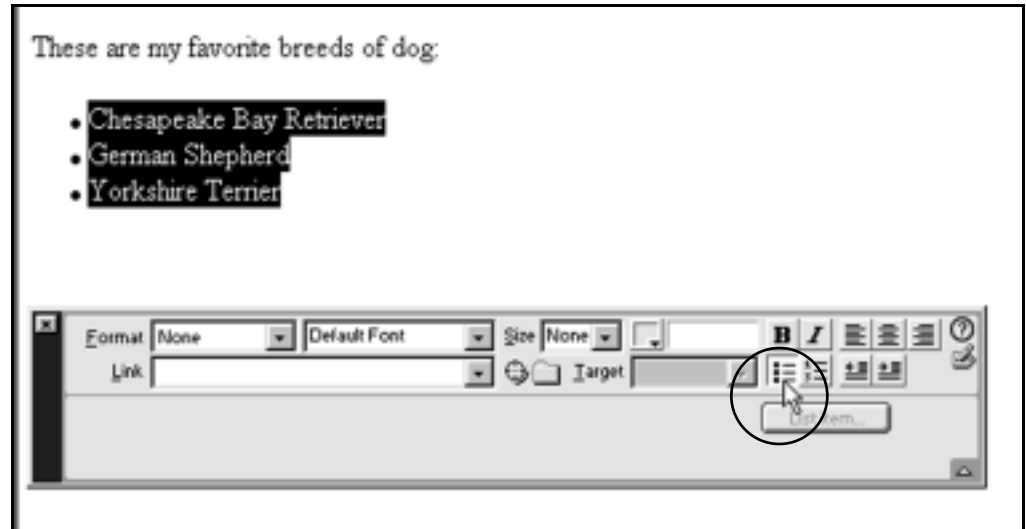 These are my favorite breeds of dog:
• Chesapeake Bay Retriever
• German Shepherd
• Yorkshire Terrier
Format None Default Font Size None B I
Link Target
List Item...